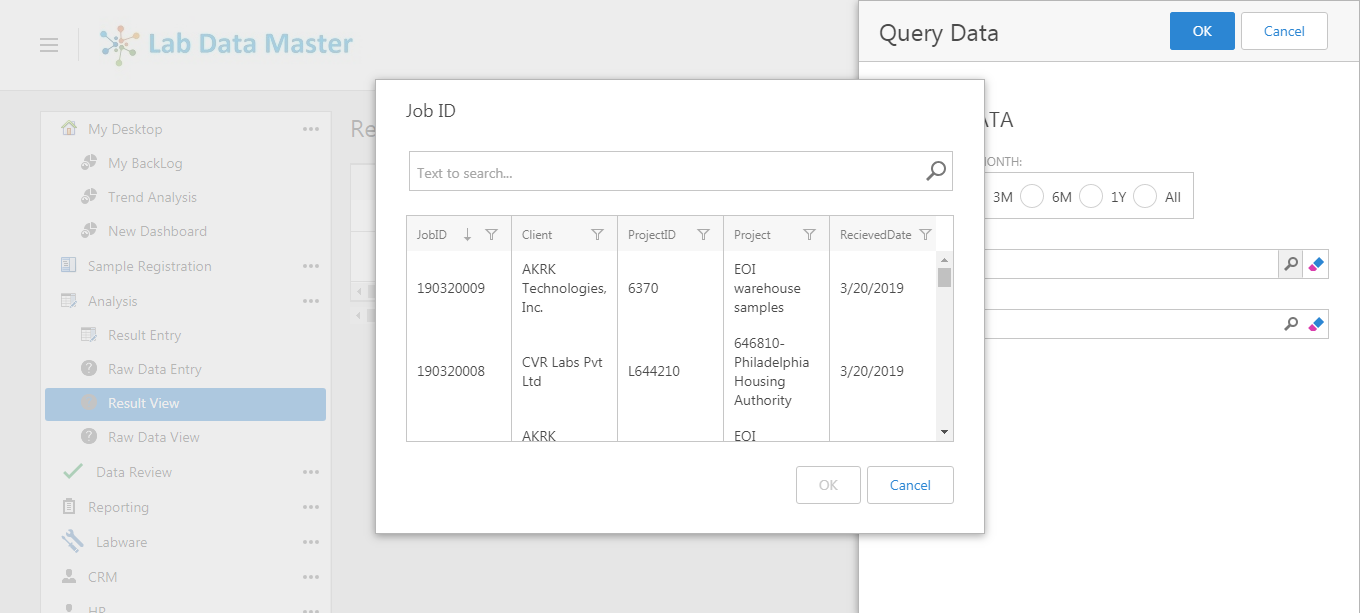 Lab Data Master
Query Data
OK
Cancel
My Desktop
My BackLog
Trend Analysis
New Dashboard
Sample Registration
Analysis
Result Entry
Raw Data Entry
Result View
Raw Data View
Data Review
Reporting
Labware
CRM
HR
Re
Job ID
Text to search...
JobID Client ProjectID Project RecievedDate
190320009
AKRK
Technologies,
Inc.
6370
EOI
warehouse
samples
3/20/2019
190320008
CVR Labs Pvt
Ltd
L644210
646810-
Philadelphia
Housing
Authority
3/20/2019
AKRK
EOI
OK
Cancel
ATA
ONTH:
3M 6M 1Y All